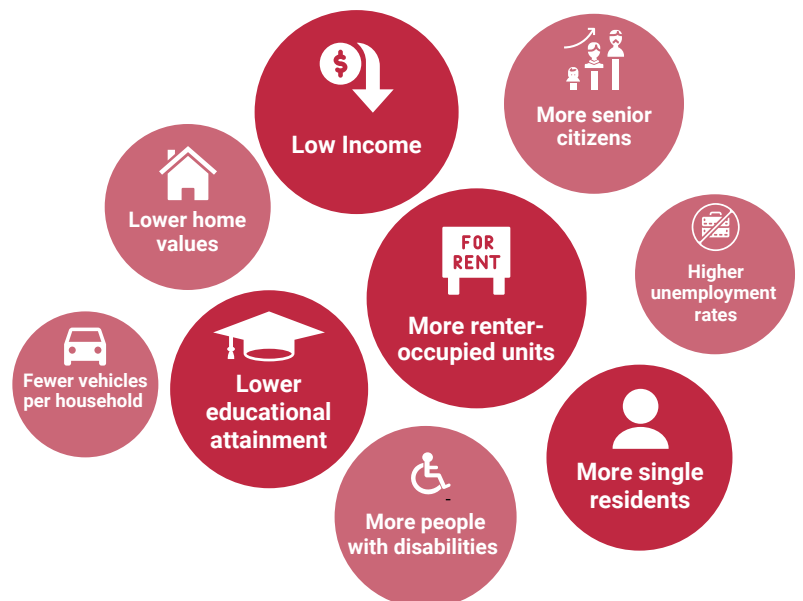 $
Low Income
More senior
citizens
Lower home
values
FOR
RENT
More renter-
occupied units
Higher
unemployment
rates
Fewer vehicles
per household
Lower
educational
attainment
More single
residents
More people
with disabilities